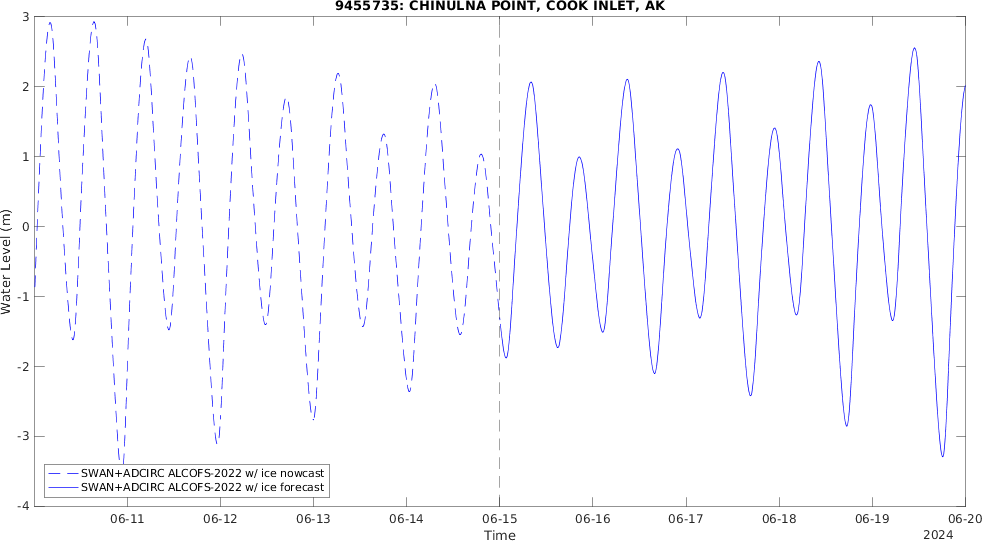 9455735: CHINULNA POINT, COOK INLET, AK
3
2
1
0
-1
-2
-3
-4
Water Level (m)
SWAN+ADCIRC ALCOFS-2022 w/ ice nowcast
SWAN+ADCIRC ALCOFS-2022 w/ ice forecast
06-11 06-12 06-13 06-14 06-15 06-16 06-17 06-18 06-19 06-20
Time
2024